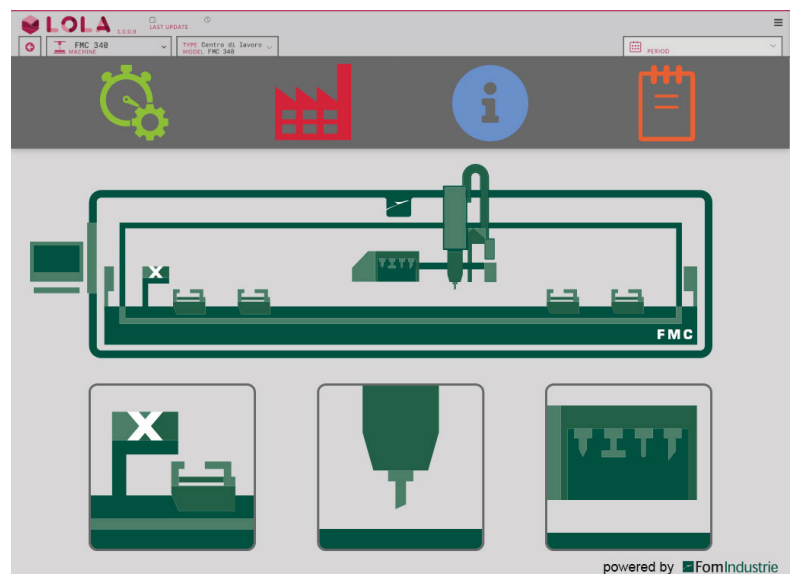 LOLA 1.0.0.0 LAST UPDATE
FMC 340
MACHINE
TYPE Centro di lavoro
MODEL FMC 340
PERIOD
X
FMC
X
powered by FomIndustrie